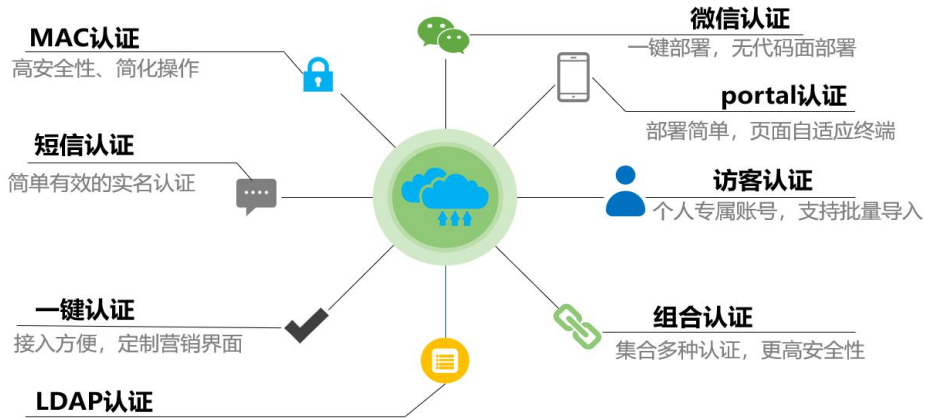 微信认证
一键部署，无代码面部署
MAC认证
高安全性、简化操作
portal认证
部署简单，页面自适应终端
短信认证
简单有效的实名认证
访客认证
个人专属账号，支持批量导入
一键认证
接入方便，定制营销界面
组合认证
集合多种认证，更高安全性
LDAP认证